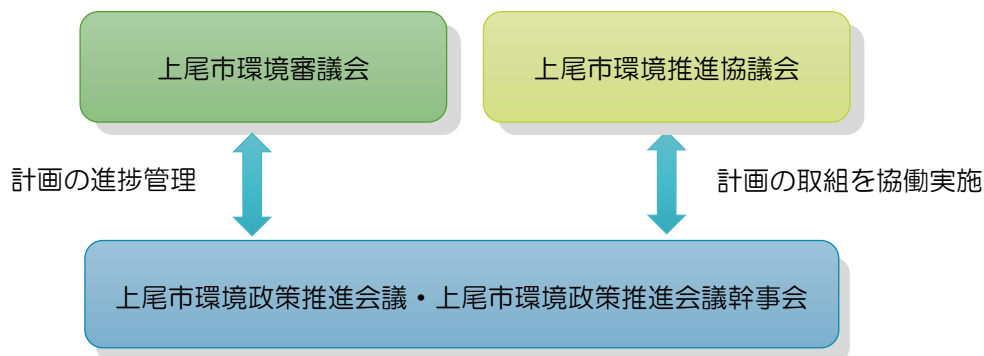 上尾市環境審議会
上尾市環境推進協議会
計画の進捗管理
計画の取組を協働実施
上尾市環境政策推進会議・上尾市環境政策推進会議幹事会